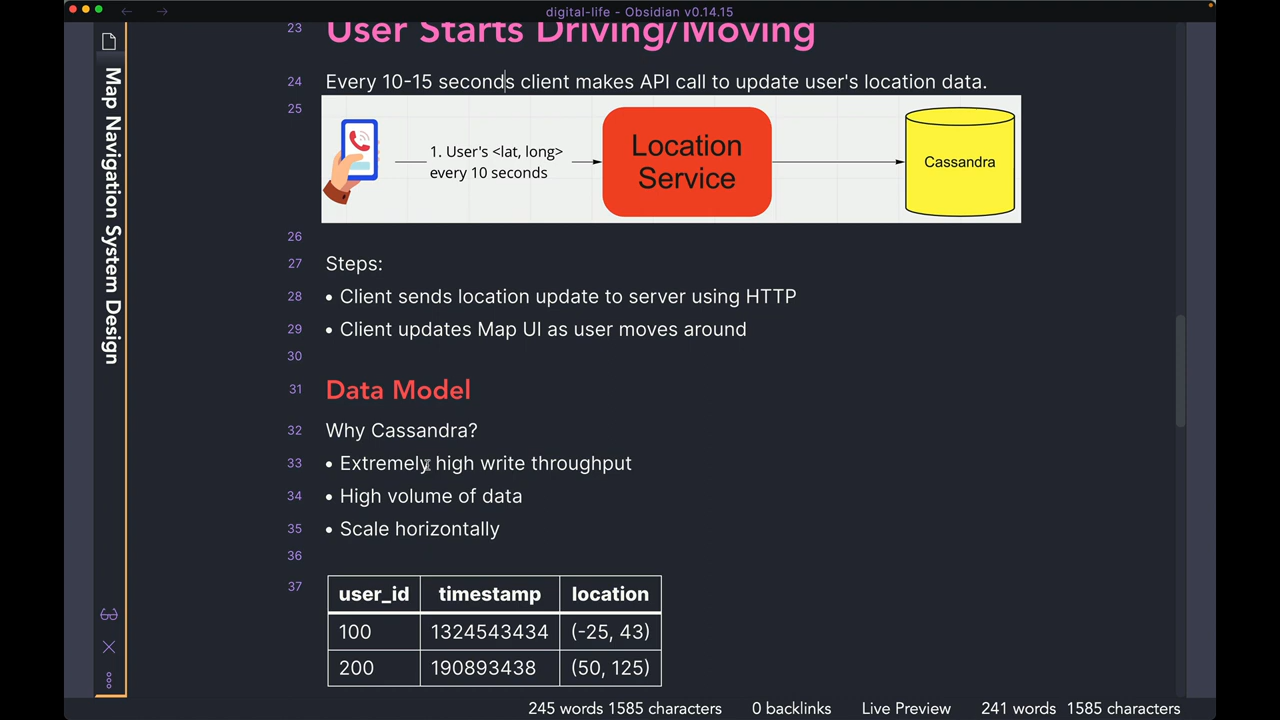 digital-life - Obsidian v0.14.15
Map Navigation System Design
23 User Starts Driving/Moving
24 Every 10-15 seconds client makes API call to update user's location data.
25
1. User's <lat, long>
every 10 seconds
Location
Service
Cassandra
26
27 Steps:
28 • Client sends location update to server using HTTP
29 • Client updates Map UI as user moves around
30
31 Data Model
32 Why Cassandra?
33 • Extremely high write throughput
34 • High volume of data
35 • Scale horizontally
36
37 user_id timestamp location
100 1324543434 (-25, 43)
200 190893438 (50, 125)
245 words 1585 characters 0 backlinks Live Preview 241 words 1585 characters